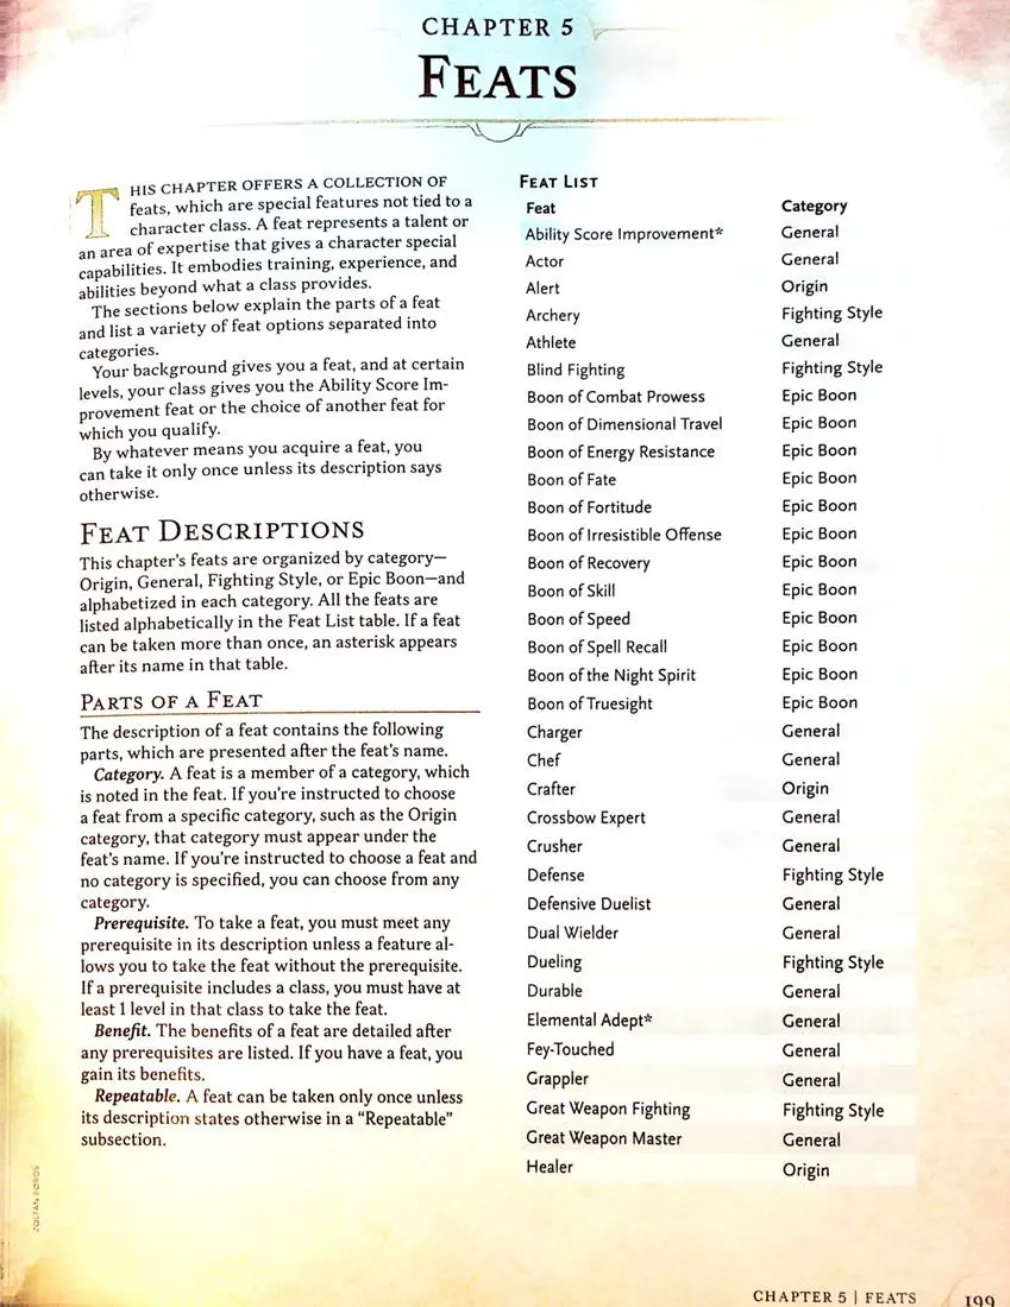 CHAPTER 5
FEATS
THIS CHAPTER OFFERS A COLLECTION OF
feats, which are special features not tied to a
character class. A feat represents a talent or
an area of expertise that gives a character special
capabilities. It embodies training, experience, and
abilities beyond what a class provides.
The sections below explain the parts of a feat
and list a variety of feat options separated into
categories.
Your background gives you a feat, and at certain
levels, your class gives you the Ability Score Im-
provement feat or the choice of another feat for
which you qualify.
By whatever means you acquire a feat, you
can take it only once unless its description says
otherwise.
FEAT DESCRIPTIONS
This chapter's feats are organized by category—
Origin, General, Fighting Style, or Epic Boon—and
alphabetized in each category. All the feats are
listed alphabetically in the Feat List table. If a feat
can be taken more than once, an asterisk appears
after its name in that table.
PARTS OF A FEAT
The description of a feat contains the following
parts, which are presented after the feat's name.
Category. A feat is a member of a category, which
is noted in the feat. If you're instructed to choose
a feat from a specific category, such as the Origin
category, that category must appear under the
feat's name. If you're instructed to choose a feat and
no category is specified, you can choose from any
category.
Prerequisite. To take a feat, you must meet any
prerequisite in its description unless a feature al-
lows you to take the feat without the prerequisite.
If a prerequisite includes a class, you must have at
least 1 level in that class to take the feat.
Benefit. The benefits of a feat are detailed after
any prerequisites are listed. If you have a feat, you
gain its benefits.
Repeatable. A feat can be taken only once unless
its description states otherwise in a "Repeatable"
subsection.
FEAT LIST
Feat Category
Ability Score Improvement* General
Actor General
Alert Origin
Archery Fighting Style
Athlete General
Blind Fighting Fighting Style
Boon of Combat Prowess Epic Boon
Boon of Dimensional Travel Epic Boon
Boon of Energy Resistance Epic Boon
Boon of Fate Epic Boon
Boon of Fortitude Epic Boon
Boon of Irresistible Offense Epic Boon
Boon of Recovery Epic Boon
Boon of Skill Epic Boon
Boon of Speed Epic Boon
Boon of Spell Recall Epic Boon
Boon of the Night Spirit Epic Boon
Boon of Truesight Epic Boon
Charger General
Chef General
Crafter Origin
Crossbow Expert General
Crusher General
Defense Fighting Style
Defensive Duelist General
Dual Wielder General
Dueling Fighting Style
Durable General
Elemental Adept* General
Fey-Touched General
Grappler General
Great Weapon Fighting Fighting Style
Great Weapon Master General
Healer Origin
ZOLTAN BOROS
CHAPTER 5 | FEATS 199